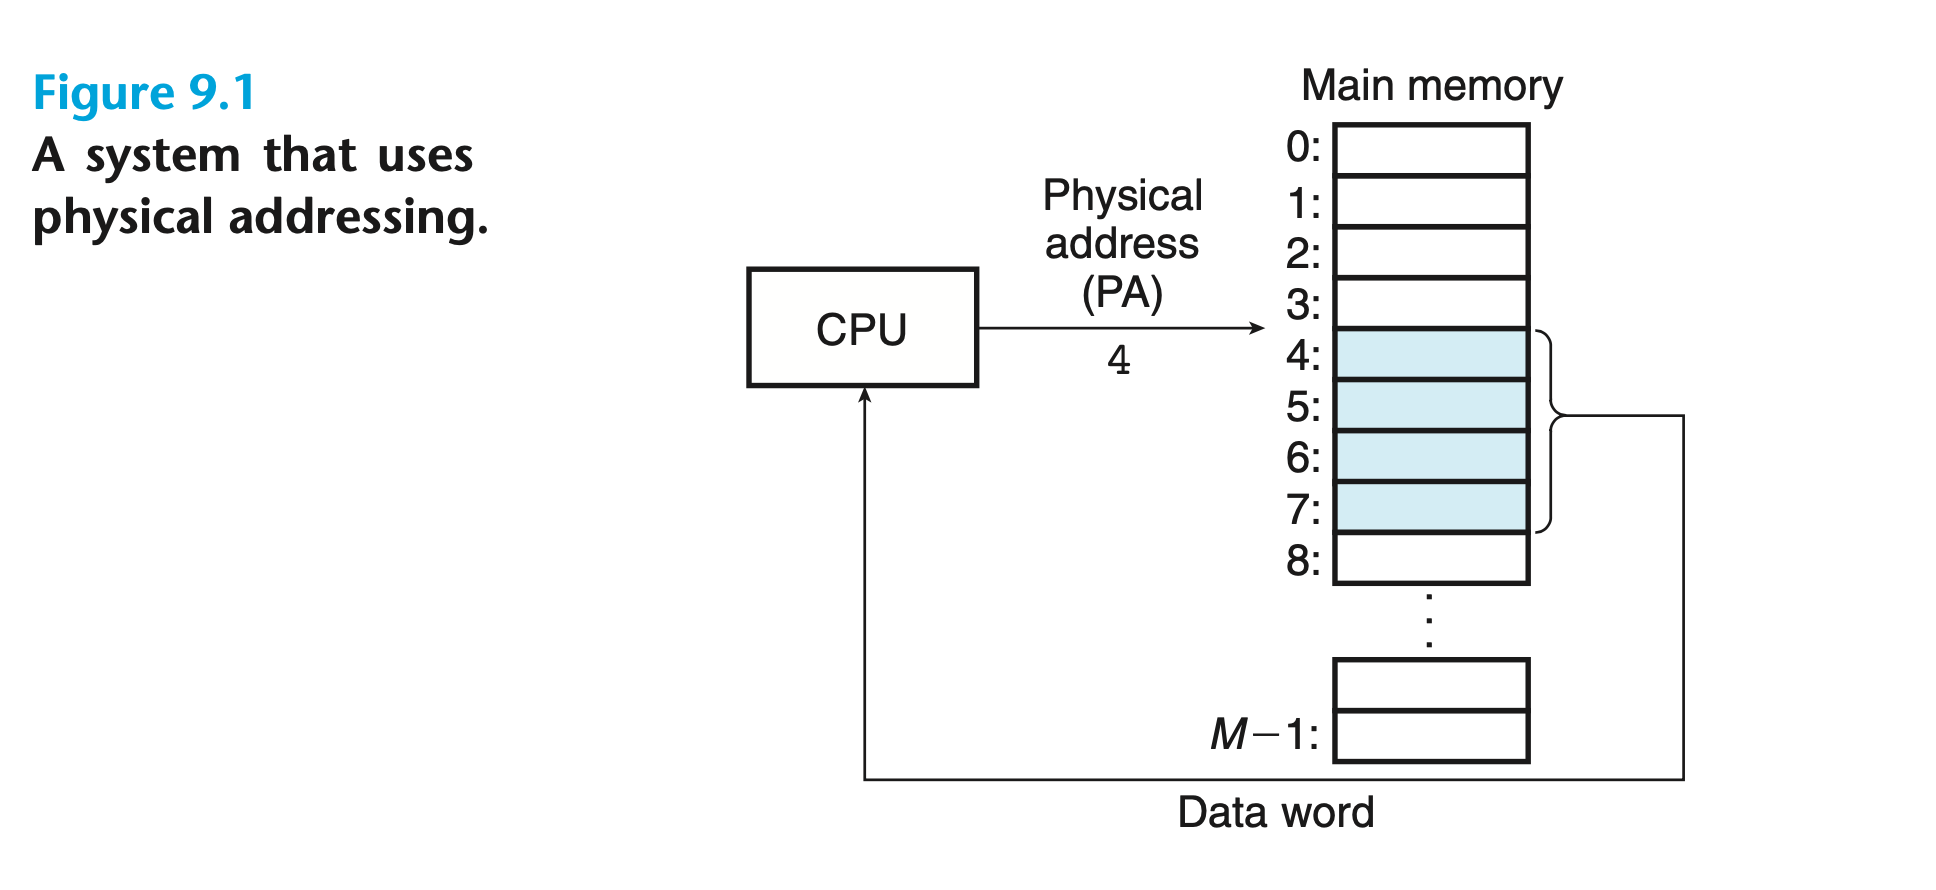 Figure 9.1
A system that uses
physical addressing.
Main memory
0:
1:
2:
3:
4:
5:
6:
7:
8:
M−1:
Physical
address
(PA)
4
CPU
Data word